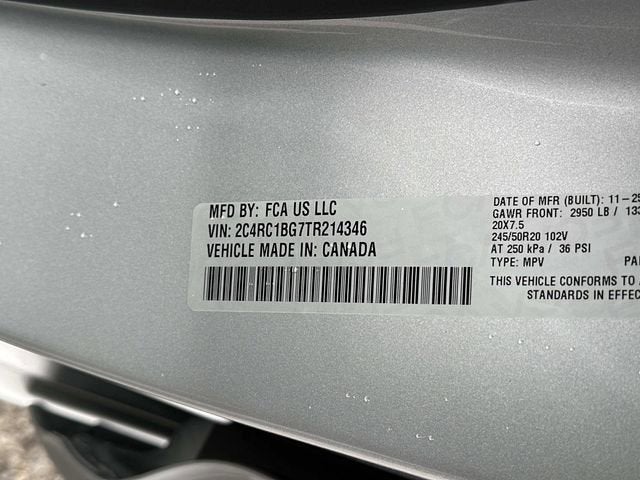 MFD BY: FCA US LLC
VIN: 2C4RC1BG7TR214346
VEHICLE MADE IN: CANADA
DATE OF MFR (BUILT): 11-25
GAWR FRONT: 2950 LB / 133
20X7.5
245/50R20 102V
AT 250 kPa / 36 PSI
TYPE: MPV
THIS VEHICLE CONFORMS TO
STANDARDS IN EFFEC